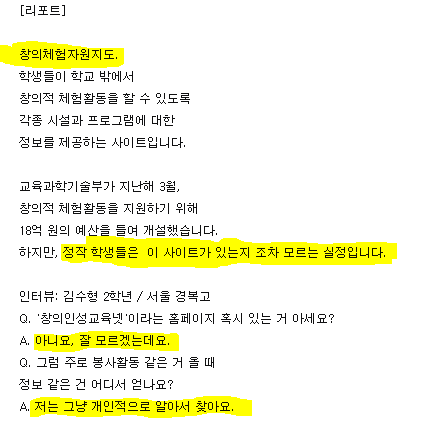 [리포트]
창의체험자원지도.
학생들이 학교 밖에서
창의적 체험활동을 할 수 있도록
각종 시설과 프로그램에 대한
정보를 제공하는 사이트입니다.
교육과학기술부가 지난해 3월,
창의적 체험활동을 지원하기 위해
18억 원의 예산을 들여 개설했습니다.
하지만, 정작 학생들은 이 사이트가 있는지 조차 모르는 실정입니다.
인터뷰: 김수형 2학년 / 서울 경복고
Q. '창의인성교육넷'이라는 홈페이지 혹시 있는 거 아세요?
A. 아니요, 잘 모르겠는데요.
Q. 그럼 주로 봉사활동 같은 거 올 때
정보 같은 건 어디서 얻나요?
A. 저는 그냥 개인적으로 알아서 찾아요.